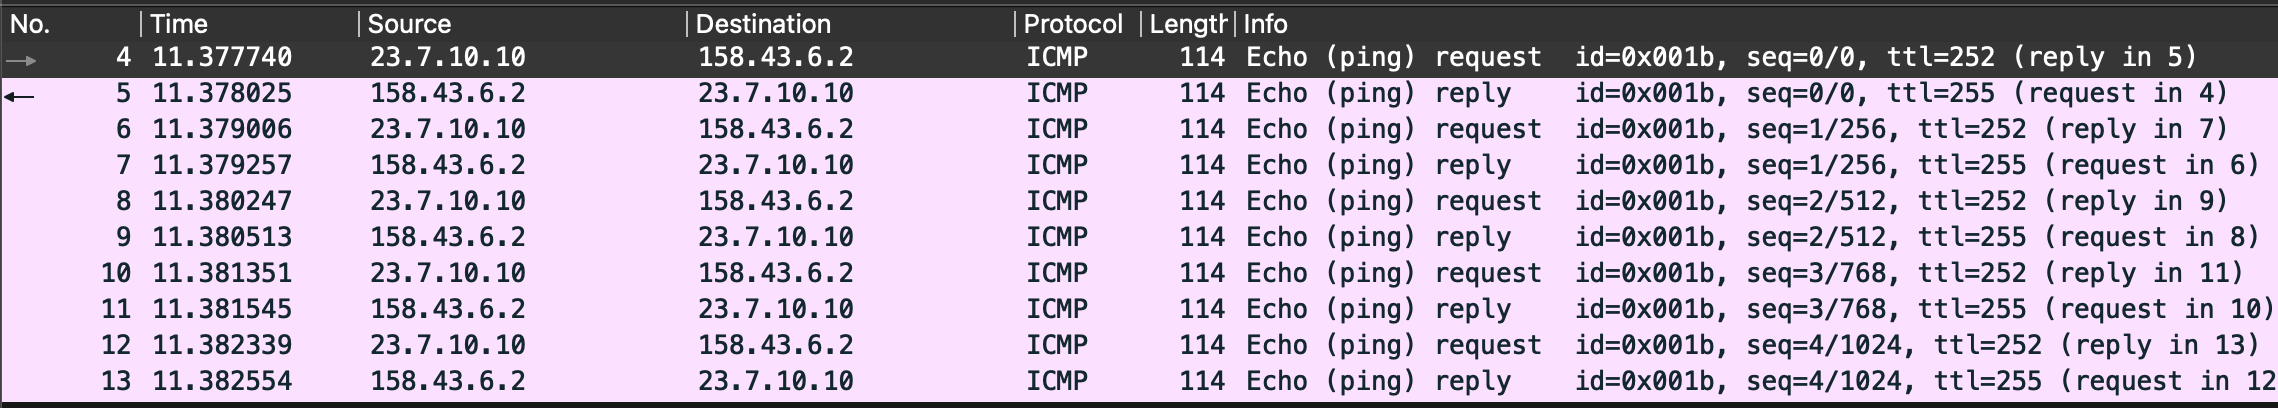 No. Time Source Destination Protocol Length Info
4 11.377740 23.7.10.10 158.43.6.2 ICMP 114 Echo (ping) request id=0x001b, seq=0/0, ttl=252 (reply in 5)
5 11.378025 158.43.6.2 23.7.10.10 ICMP 114 Echo (ping) reply id=0x001b, seq=0/0, ttl=255 (request in 4)
6 11.379006 23.7.10.10 158.43.6.2 ICMP 114 Echo (ping) request id=0x001b, seq=1/256, ttl=252 (reply in 7)
7 11.379257 158.43.6.2 23.7.10.10 ICMP 114 Echo (ping) reply id=0x001b, seq=1/256, ttl=255 (request in 6)
8 11.380247 23.7.10.10 158.43.6.2 ICMP 114 Echo (ping) request id=0x001b, seq=2/512, ttl=252 (reply in 9)
9 11.380513 158.43.6.2 23.7.10.10 ICMP 114 Echo (ping) reply id=0x001b, seq=2/512, ttl=255 (request in 8)
10 11.381351 23.7.10.10 158.43.6.2 ICMP 114 Echo (ping) request id=0x001b, seq=3/768, ttl=252 (reply in 11)
11 11.381545 158.43.6.2 23.7.10.10 ICMP 114 Echo (ping) reply id=0x001b, seq=3/768, ttl=255 (request in 10)
12 11.382339 23.7.10.10 158.43.6.2 ICMP 114 Echo (ping) request id=0x001b, seq=4/1024, ttl=252 (reply in 13)
13 11.382554 158.43.6.2 23.7.10.10 ICMP 114 Echo (ping) reply id=0x001b, seq=4/1024, ttl=255 (request in 12